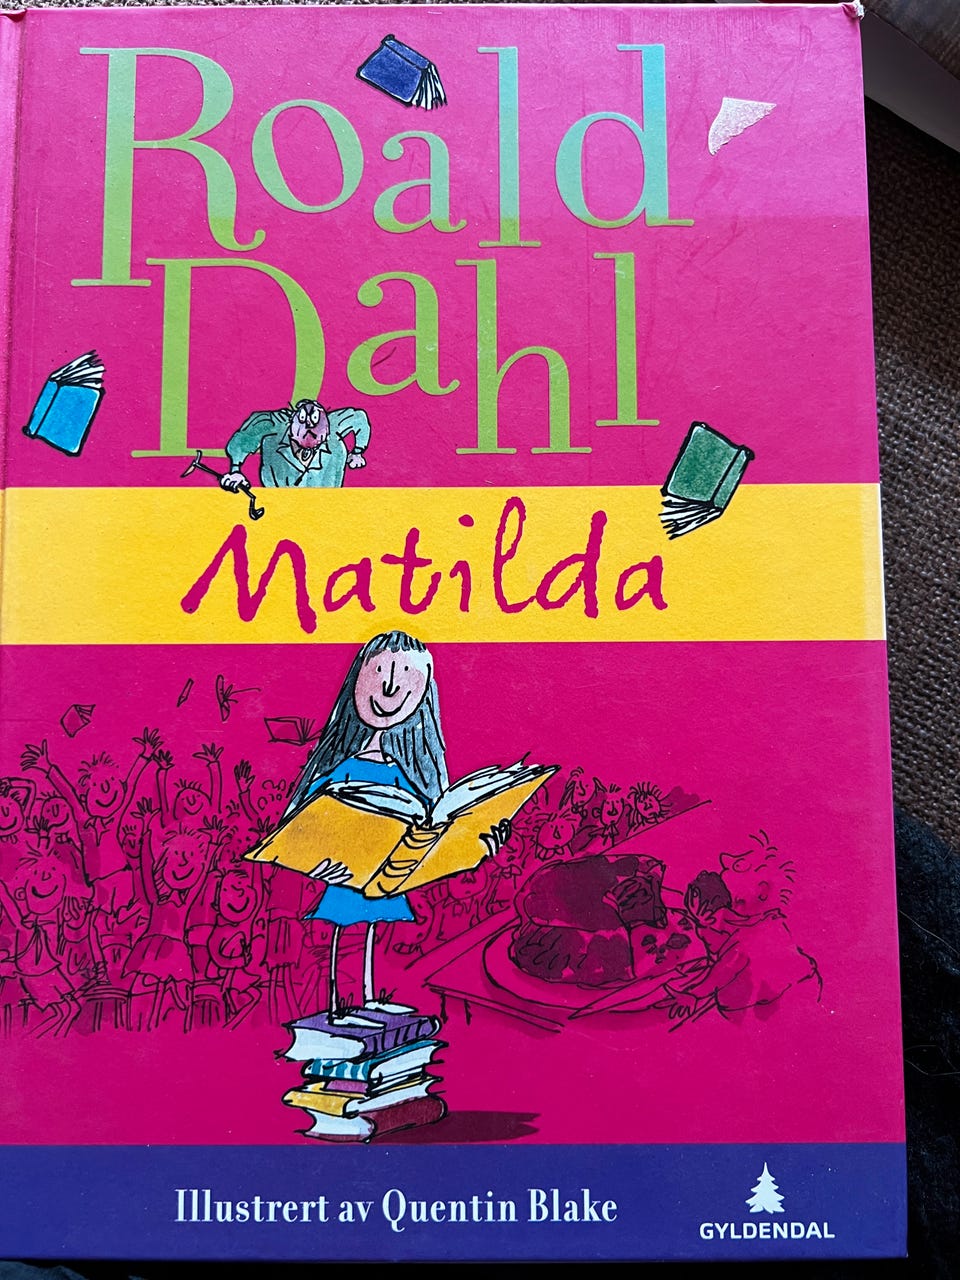 Roald
Dahl
Matilda
Illustrert av Quentin Blake
GYLDENDAL